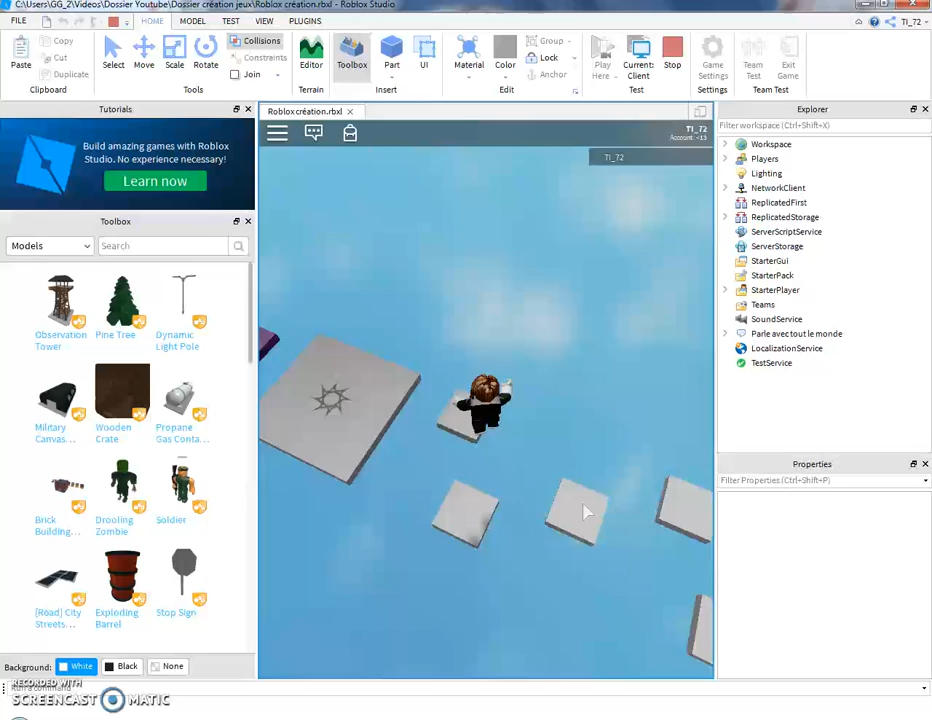 C:\Users\GG_2\Videos\Dossier Youtube\Dossier création jeux\Roblox création.rbxl - Roblox Studio
FILE HOME MODEL TEST VIEW PLUGINS TI_72
Paste Copy Cut Duplicate
Select Move Scale Rotate Collisions Constraints Join
Editor Toolbox Part UI
Material Color Group Lock Anchor
Play Here Current: Client Stop
Game Settings Team Test Exit Game
Clipboard Tools Terrain Insert Edit Test Settings Team Test
Tutorials
Build amazing games with Roblox Studio. No experience necessary!
Learn now
Toolbox
Models Search
Observation Tower
Pine Tree
Dynamic Light Pole
Military Canvas...
Wooden Crate
Propane Gas Conta...
Brick Building...
Drooling Zombie
Soldier
[Road] City Streets...
Exploding Barrel
Stop Sign
Background: White Black None
Run a command
RECORDED WITH
SCREENCAST MATIC
Roblox création.rbxl
TI_72
Account: <13
TI_72
Explorer
Filter workspace (Ctrl+Shift+X)
Workspace
Players
Lighting
NetworkClient
ReplicatedFirst
ReplicatedStorage
ServerScriptService
ServerStorage
StarterGui
StarterPack
StarterPlayer
Teams
SoundService
Parle avec tout le monde
LocalizationService
TestService
Properties
Filter Properties (Ctrl+Shift+P)